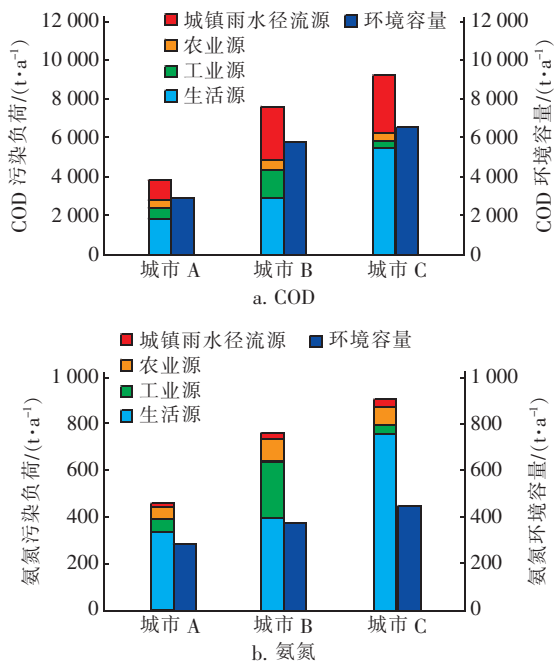 12 000 城镇雨水径流源 环境容量 12 000
10 000 农业源 10 000
工业源
8 000 生活源 8 000
6 000 6 000
4 000 4 000
2 000 2 000
0 0
COD污染负荷/(t·a⁻¹)
COD环境容量/(t·a⁻¹)
城市 A 城市 B 城市 C
a. COD
城镇雨水径流源 环境容量
农业源
工业源
生活源
1 000 1 000
800 800
600 600
400 400
200 200
0 0
氨氮污染负荷/(t·a⁻¹)
氨氮环境容量/(t·a⁻¹)
城市 A 城市 B 城市 C
b. 氨氮